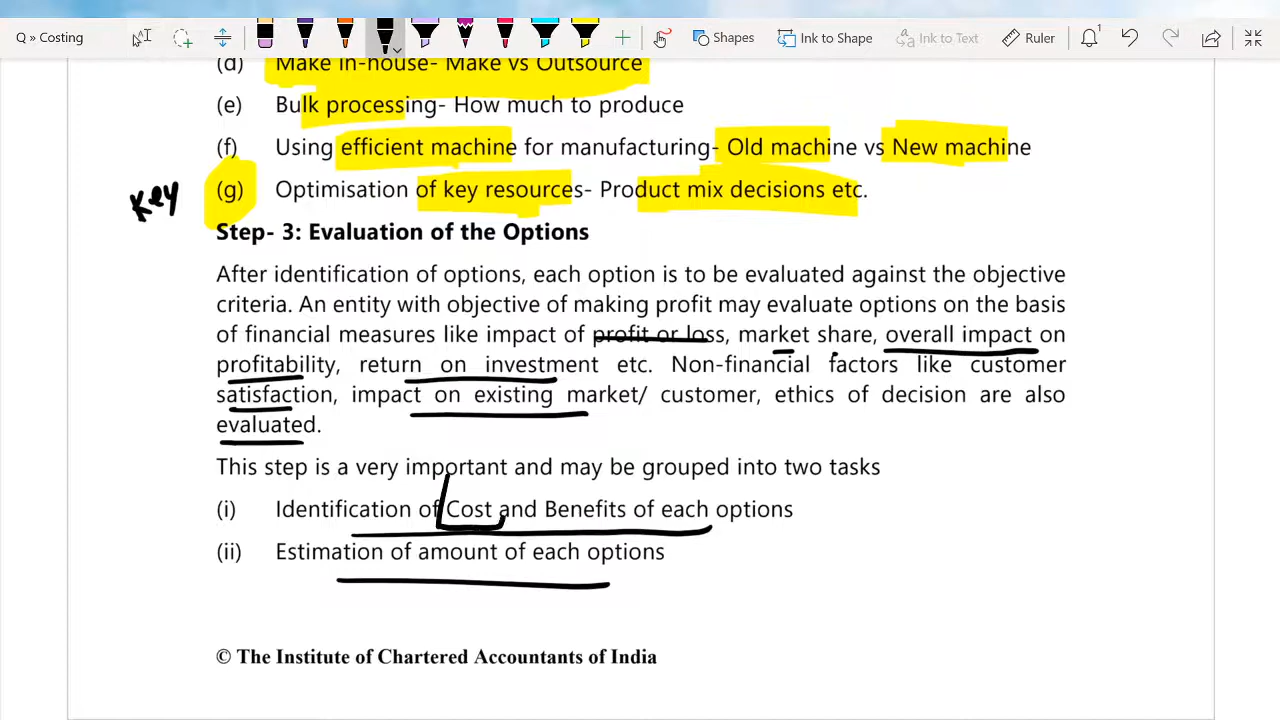 Q » Costing
Shapes
Ink to Shape
Ink to Text
Ruler
1
(d) Make in-house- Make vs Outsource
(e) Bulk processing- How much to produce
(f) Using efficient machine for manufacturing- Old machine vs New machine
Key
(g) Optimisation of key resources- Product mix decisions etc.
Step- 3: Evaluation of the Options
After identification of options, each option is to be evaluated against the objective
criteria. An entity with objective of making profit may evaluate options on the basis
of financial measures like impact of profit or loss, market share, overall impact on
profitability, return on investment etc. Non-financial factors like customer
satisfaction, impact on existing market/ customer, ethics of decision are also
evaluated.
This step is a very important and may be grouped into two tasks
(i) Identification of Cost and Benefits of each options
(ii) Estimation of amount of each options
© The Institute of Chartered Accountants of India